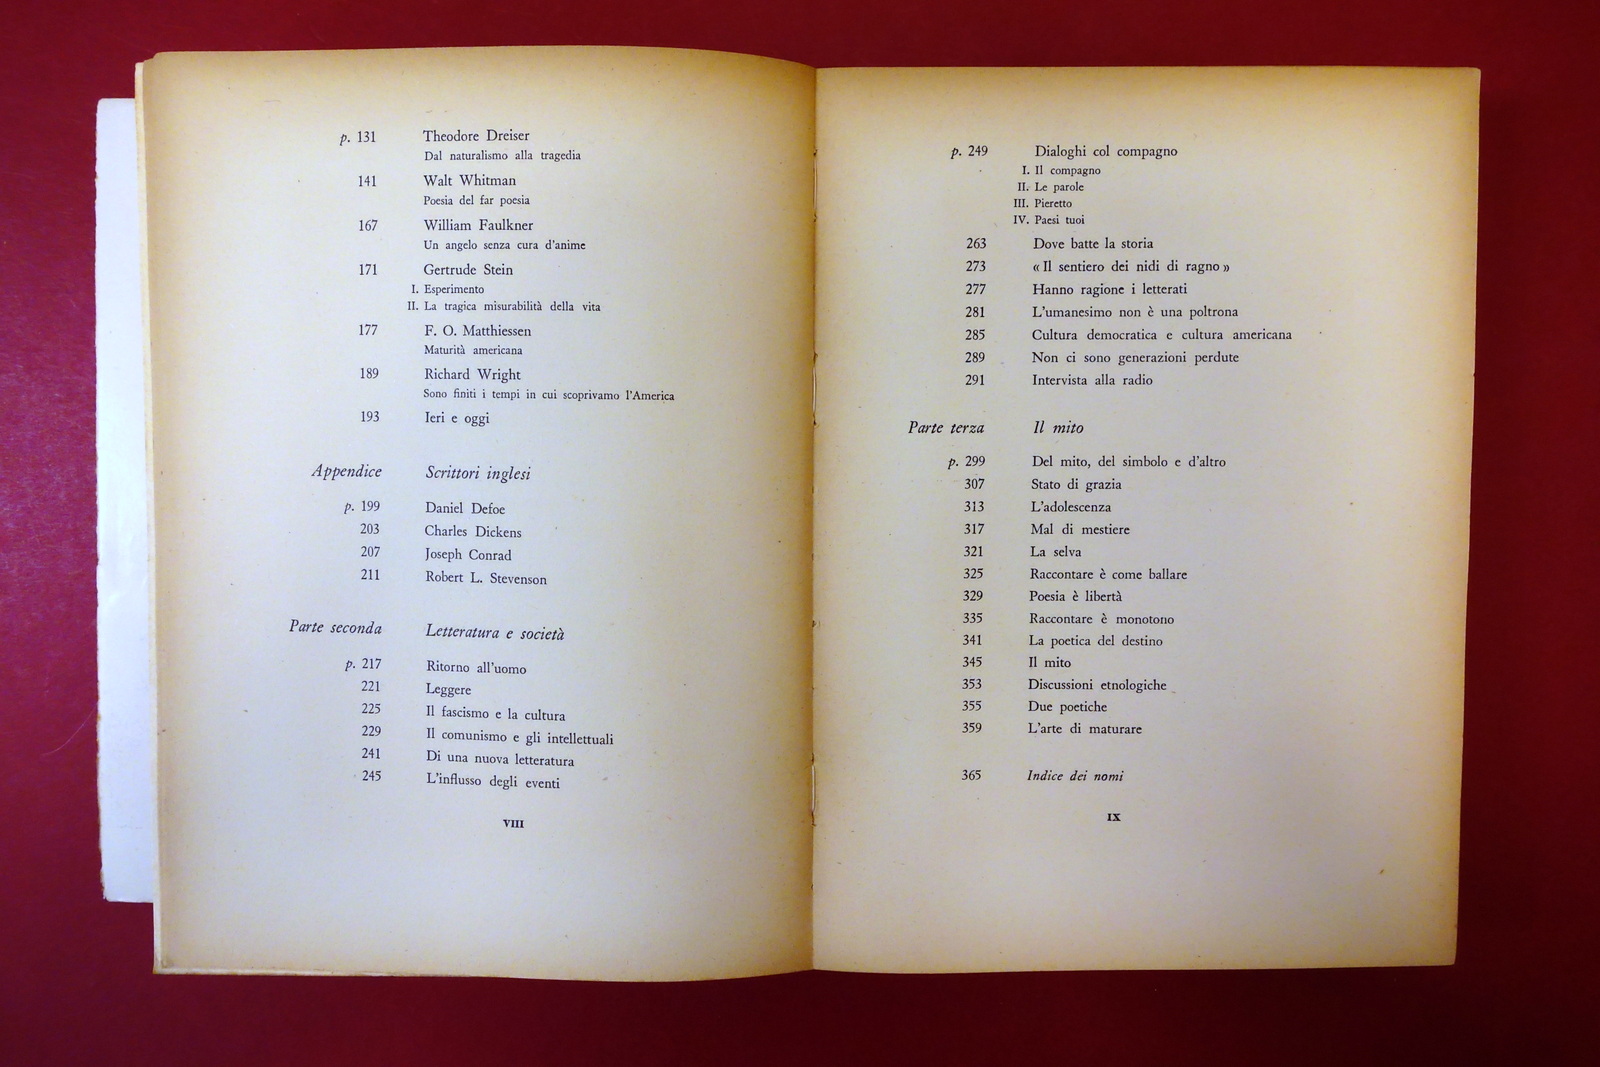 p. 131 Theodore Dreiser
Dal naturalismo alla tragedia
141 Walt Whitman
Poesia del far poesia
167 William Faulkner
Un angelo senza cura d'anime
171 Gertrude Stein
I. Esperimento
II. La tragica misurabilità della vita
177 F. O. Matthiessen
Maturità americana
189 Richard Wright
Sono finiti i tempi in cui scoprivamo l'America
193 Ieri e oggi
Appendice Scrittori inglesi
p. 199 Daniel Defoe
203 Charles Dickens
207 Joseph Conrad
211 Robert L. Stevenson
Parte seconda Letteratura e società
p. 217 Ritorno all'uomo
221 Leggere
225 Il fascismo e la cultura
229 Il comunismo e gli intellettuali
241 Di una nuova letteratura
245 L'influsso degli eventi
VIII
p. 249 Dialoghi col compagno
I. Il compagno
II. Le parole
III. Pieretto
IV. Paesi tuoi
263 Dove batte la storia
273 « Il sentiero dei nidi di ragno »
277 Hanno ragione i letterati
281 L'umanesimo non è una poltrona
285 Cultura democratica e cultura americana
289 Non ci sono generazioni perdute
291 Intervista alla radio
Parte terza Il mito
p. 299 Del mito, del simbolo e d'altro
307 Stato di grazia
313 L'adolescenza
317 Mal di mestiere
321 La selva
325 Raccontare è come ballare
329 Poesia è libertà
335 Raccontare è monotono
341 La poetica del destino
345 Il mito
353 Discussioni etnologiche
355 Due poetiche
359 L'arte di maturare
365 Indice dei nomi
IX